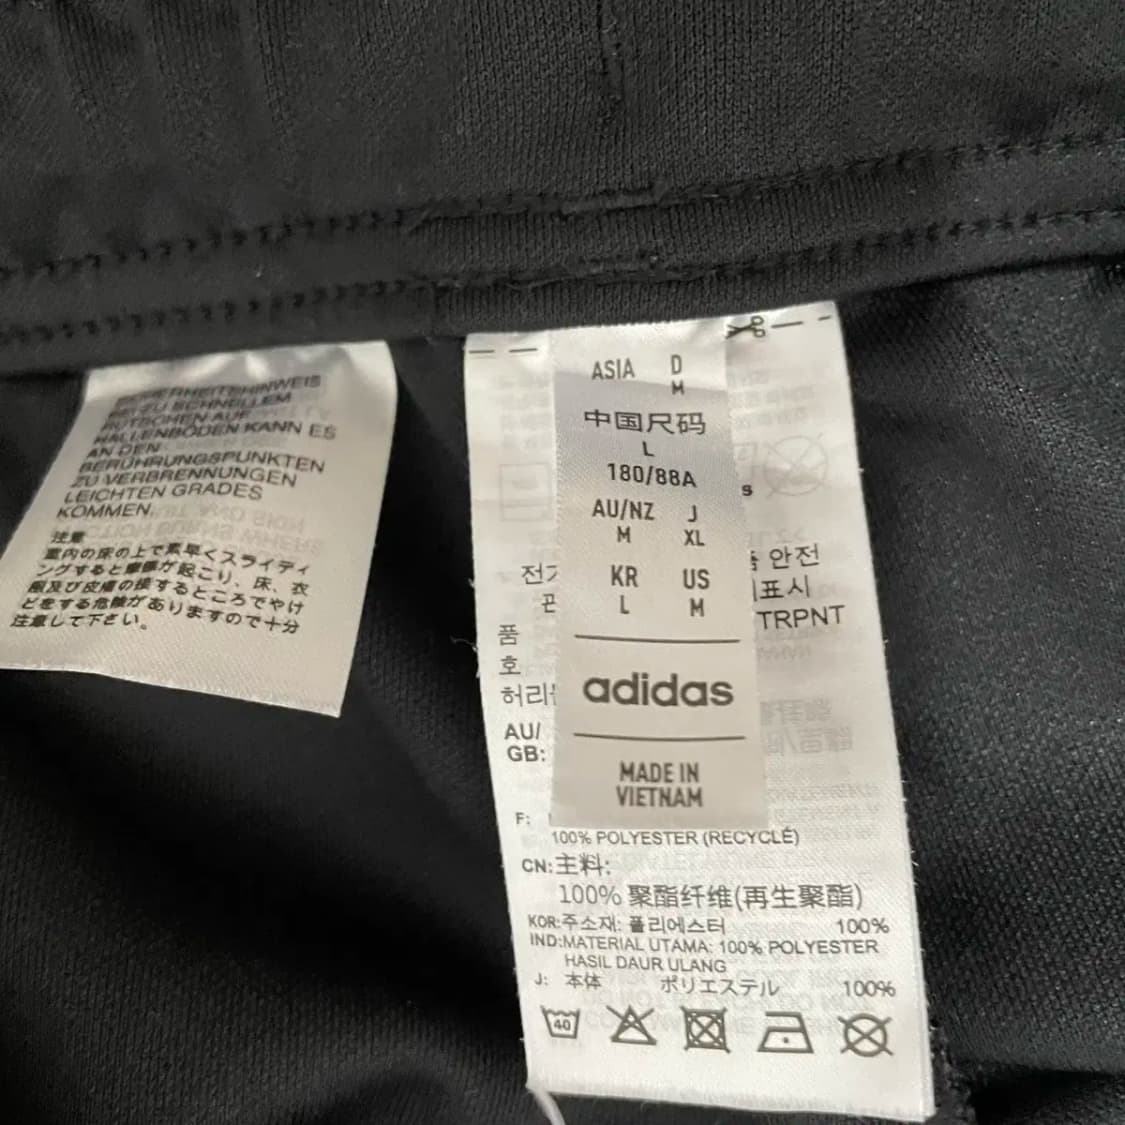 SICHERHEITSHINWEIS
BEI ZU SCHNELLEM
RUTSCHEN AUF
HALLENBÖDEN KANN ES
AN DEN
BERÜHRUNGSPUNKTEN
ZU VERBRENNUNGEN
LEICHTEN GRADES
KOMMEN.
注意
室内の床の上で素早くスライディ
ングすると摩擦が起こり、床、衣
服及び皮膚の接するところでやけ
どをする危険がありますので十分
注意して下さい。
ASIA D
M
中国尺码
L
180/88A
AU/NZ J
M XL
KR US
L M
adidas
MADE IN
VIETNAM
안전
표시
TRPNT
품
호
허리
AU/
GB:
F:
100% POLYESTER (RECYCLÉ)
CN:主料:
100% 聚酯纤维(再生聚酯)
KOR:주소재: 폴리에스터 100%
IND:MATERIAL UTAMA: 100% POLYESTER
HASIL DAUR ULANG
J: 本体 ポリエステル 100%
40